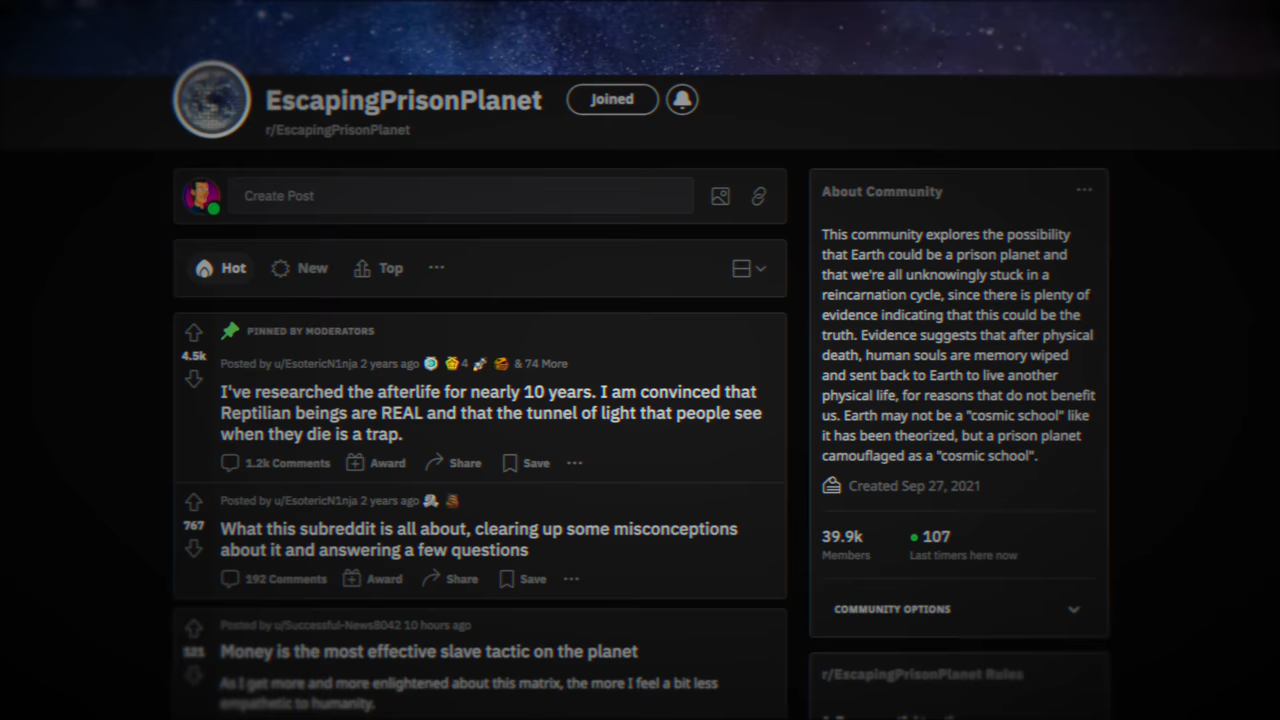 EscapingPrisonPlanet
Joined
r/EscapingPrisonPlanet
Create Post
Hot
New
Top
PINNED BY MODERATORS
4.5k
Posted by u/EsotericN1nja 2 years ago
4
& 74 More
I've researched the afterlife for nearly 10 years. I am convinced that
Reptilian beings are REAL and that the tunnel of light that people see
when they die is a trap.
1.2k Comments
Award
Share
Save
Posted by u/EsotericN1nja 2 years ago
767
What this subreddit is all about, clearing up some misconceptions
about it and answering a few questions
192 Comments
Award
Share
Save
Posted by u/Successful-News8042 10 hours ago
121
Money is the most effective slave tactic on the planet
As I get more and more enlightened about this matrix, the more I feel a bit less
empathetic to humanity.
About Community
This community explores the possibility
that Earth could be a prison planet and
that we're all unknowingly stuck in a
reincarnation cycle, since there is plenty of
evidence indicating that this could be the
truth. Evidence suggests that after physical
death, human souls are memory wiped
and sent back to Earth to live another
physical life, for reasons that do not benefit
us. Earth may not be a "cosmic school" like
it has been theorized, but a prison planet
camouflaged as a "cosmic school".
Created Sep 27, 2021
39.9k
Members
107
Last timers here now
COMMUNITY OPTIONS
r/EscapingPrisonPlanet Rules